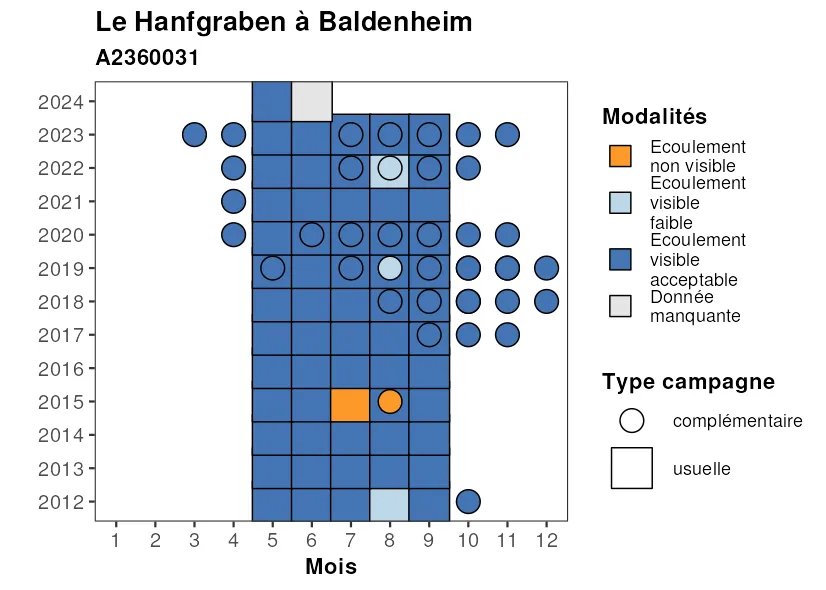 Le Hanfgraben à Baldenheim
A2360031
2024
2023
2022
2021
2020
2019
2018
2017
2016
2015
2014
2013
2012
1 2 3 4 5 6 7 8 9 10 11 12
Mois
Modalités
Ecoulement
non visible
Ecoulement
visible
faible
Ecoulement
visible
acceptable
Donnée
manquante
Type campagne
complémentaire
usuelle